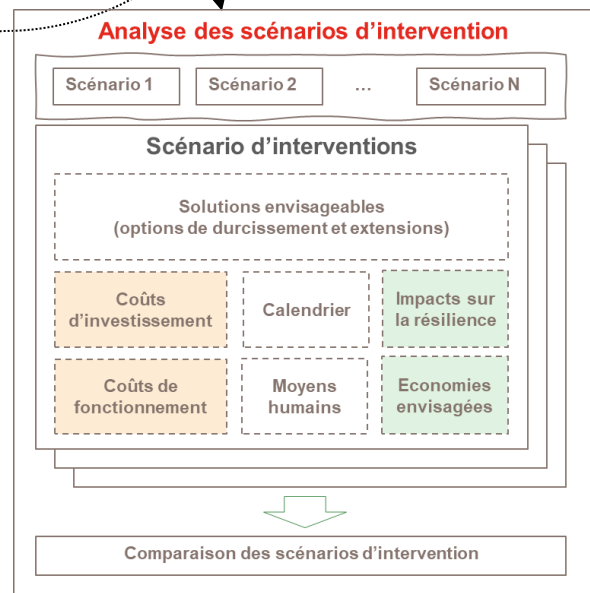 Analyse des scénarios d'intervention
Scénario 1
Scénario 2
...
Scénario N
Scénario d'interventions
Solutions envisageables
(options de durcissement et extensions)
Coûts
d'investissement
Calendrier
Impacts sur
la résilience
Coûts de
fonctionnement
Moyens
humains
Economies
envisagées
Comparaison des scénarios d'intervention